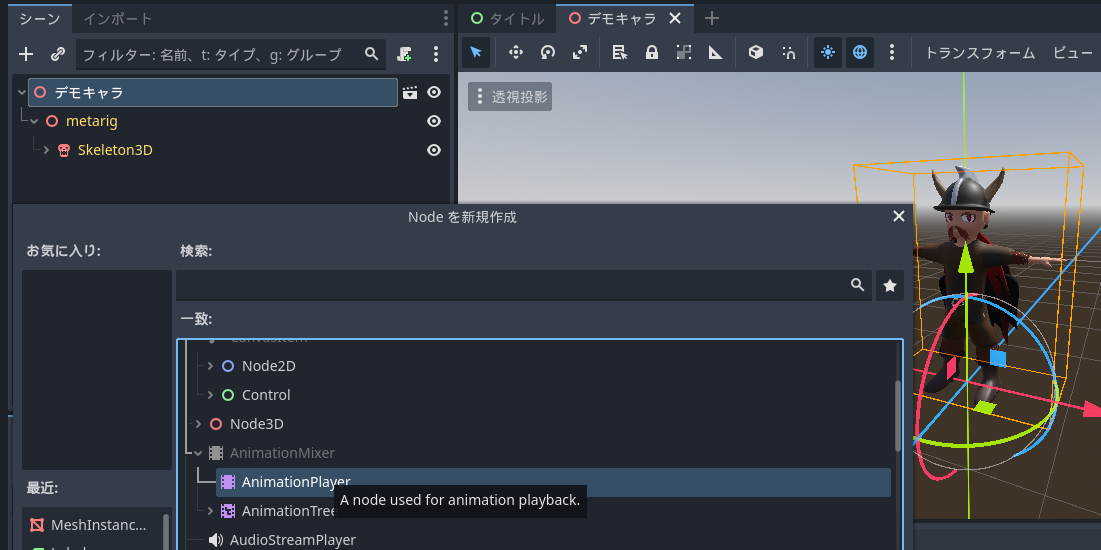 シーン インポート
タイトル デモキャラ
フィルター: 名前、t: タイプ、g: グループ
トランスフォーム ビュー
デモキャラ
透視投影
metarig
Skeleton3D
Node を新規作成
お気に入り: 検索:
一致:
CanvasItem
Node2D
Control
Node3D
AnimationMixer
AnimationPlayer
A node used for animation playback.
最近:
AnimationTree
MeshInstanc...
AudioStreamPlayer